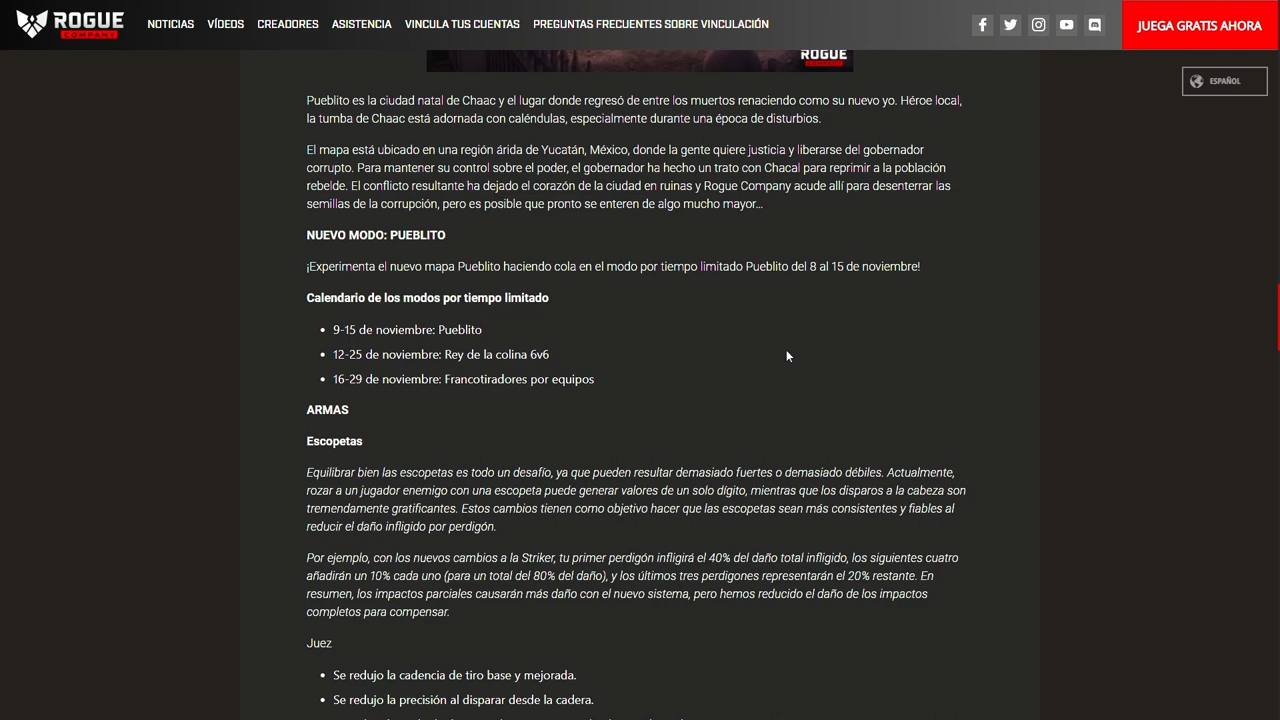 ROGUE COMPANY
NOTICIAS VÍDEOS CREADORES ASISTENCIA VINCULA TUS CUENTAS PREGUNTAS FRECUENTES SOBRE VINCULACIÓN
JUEGA GRATIS AHORA
ROGUE
COMPANY
ESPAÑOL
Pueblito es la ciudad natal de Chaac y el lugar donde regresó de entre los muertos renaciendo como su nuevo yo. Héroe local,
la tumba de Chaac está adornada con caléndulas, especialmente durante una época de disturbios.
El mapa está ubicado en una región árida de Yucatán, México, donde la gente quiere justicia y liberarse del gobernador
corrupto. Para mantener su control sobre el poder, el gobernador ha hecho un trato con Chacal para reprimir a la población
rebelde. El conflicto resultante ha dejado el corazón de la ciudad en ruinas y Rogue Company acude allí para desenterrar las
semillas de la corrupción, pero es posible que pronto se enteren de algo mucho mayor...
NUEVO MODO: PUEBLITO
¡Experimenta el nuevo mapa Pueblito haciendo cola en el modo por tiempo limitado Pueblito del 8 al 15 de noviembre!
Calendario de los modos por tiempo limitado
• 9-15 de noviembre: Pueblito
• 12-25 de noviembre: Rey de la colina 6v6
• 16-29 de noviembre: Francotiradores por equipos
ARMAS
Escopetas
Equilibrar bien las escopetas es todo un desafío, ya que pueden resultar demasiado fuertes o demasiado débiles. Actualmente,
rozar a un jugador enemigo con una escopeta puede generar valores de un solo dígito, mientras que los disparos a la cabeza son
tremendamente gratificantes. Estos cambios tienen como objetivo hacer que las escopetas sean más consistentes y fiables al
reducir el daño infligido por perdigón.
Por ejemplo, con los nuevos cambios a la Striker, tu primer perdigón infligirá el 40% del daño total infligido, los siguientes cuatro
añadirán un 10% cada uno (para un total del 80% del daño), y los últimos tres perdigones representarán el 20% restante. En
resumen, los impactos parciales causarán más daño con el nuevo sistema, pero hemos reducido el daño de los impactos
completos para compensar.
Juez
• Se redujo la cadencia de tiro base y mejorada.
• Se redujo la precisión al disparar desde la cadera.